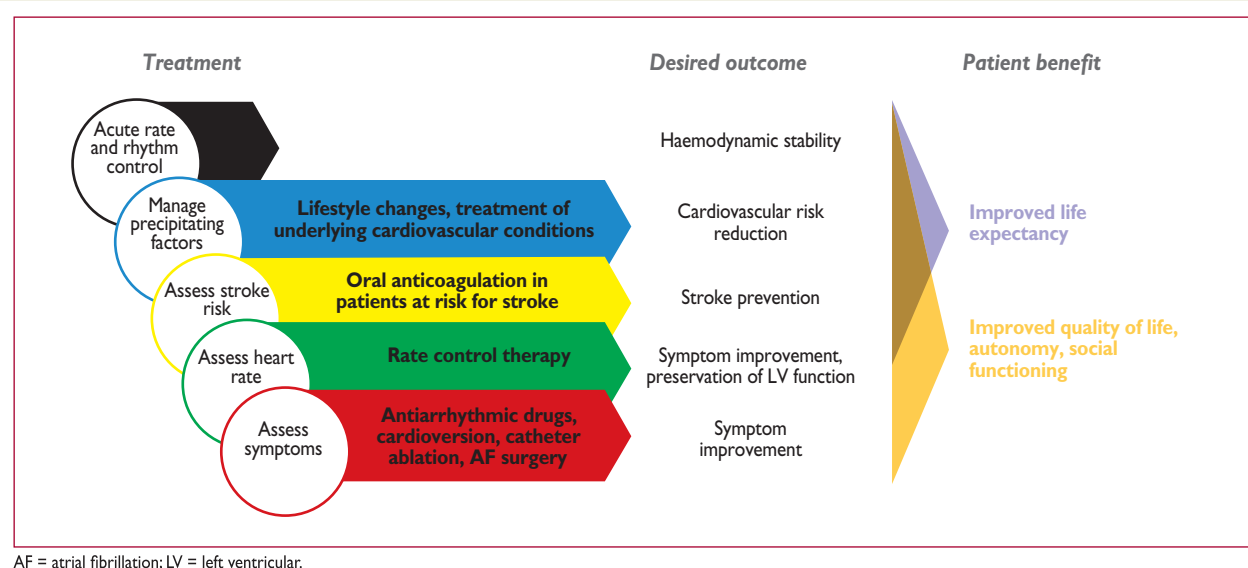 Treatment
Desired outcome
Patient benefit
Acute rate
and rhythm
control
Haemodynamic stability
Manage
precipitating
factors
Lifestyle changes, treatment of
underlying cardiovascular conditions
Cardiovascular risk
reduction
Improved life
expectancy
Assess stroke
risk
Oral anticoagulation in
patients at risk for stroke
Stroke prevention
Assess heart
rate
Rate control therapy
Symptom improvement,
preservation of LV function
Improved quality of life,
autonomy, social
functioning
Assess
symptoms
Antiarrhythmic drugs,
cardioversion, catheter
ablation, AF surgery
Symptom
improvement
AF = atrial fibrillation; LV = left ventricular.